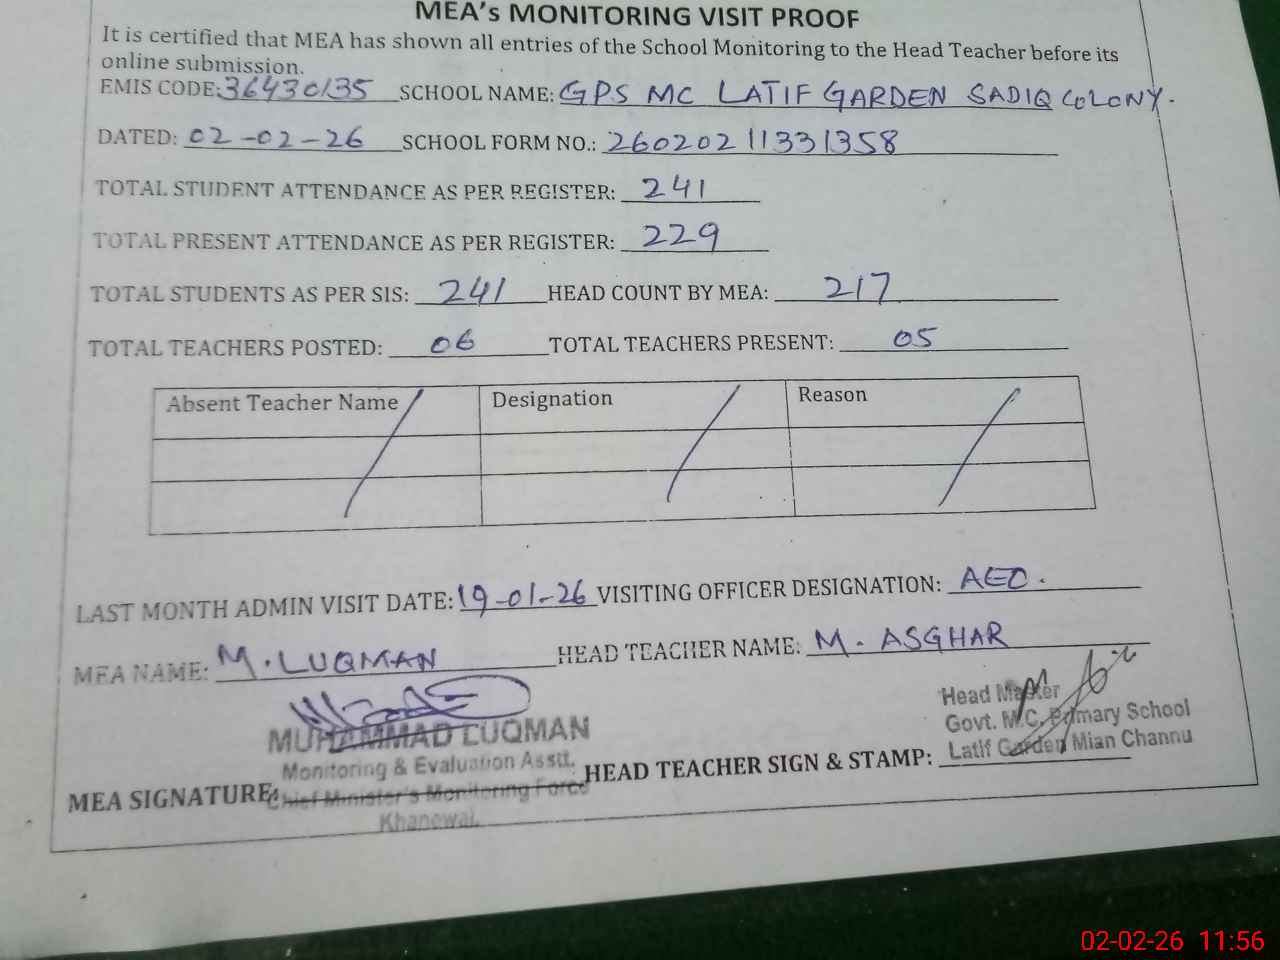 MEA's MONITORING VISIT PROOF
It is certified that MEA has shown all entries of the School Monitoring to the Head Teacher before its
online submission.
EMIS CODE: 36430135 SCHOOL NAME: GPS MC LATIF GARDEN SADIQ COLONY.
DATED: 02-02-26 SCHOOL FORM NO.: 26020211331358
TOTAL STUDENT ATTENDANCE AS PER REGISTER: 241
TOTAL PRESENT ATTENDANCE AS PER REGISTER: 229
TOTAL STUDENTS AS PER SIS: 241 HEAD COUNT BY MEA: 217
TOTAL TEACHERS POSTED: 06 TOTAL TEACHERS PRESENT: 05
Absent Teacher Name Designation Reason
LAST MONTH ADMIN VISIT DATE: 19-01-26 VISITING OFFICER DESIGNATION: AEO.
MEA NAME: M. LUQMAN HEAD TEACHER NAME: M. ASGHAR
MUHAMMAD LUQMAN
Monitoring & Evaluation Asstt.
MEA SIGNATURE: Chief Minister's Monitoring Force
Khanewal.
HEAD TEACHER SIGN & STAMP:
Head Master
Govt. M.C. Primary School
Latif Garden Mian Channu
02-02-26 11:56